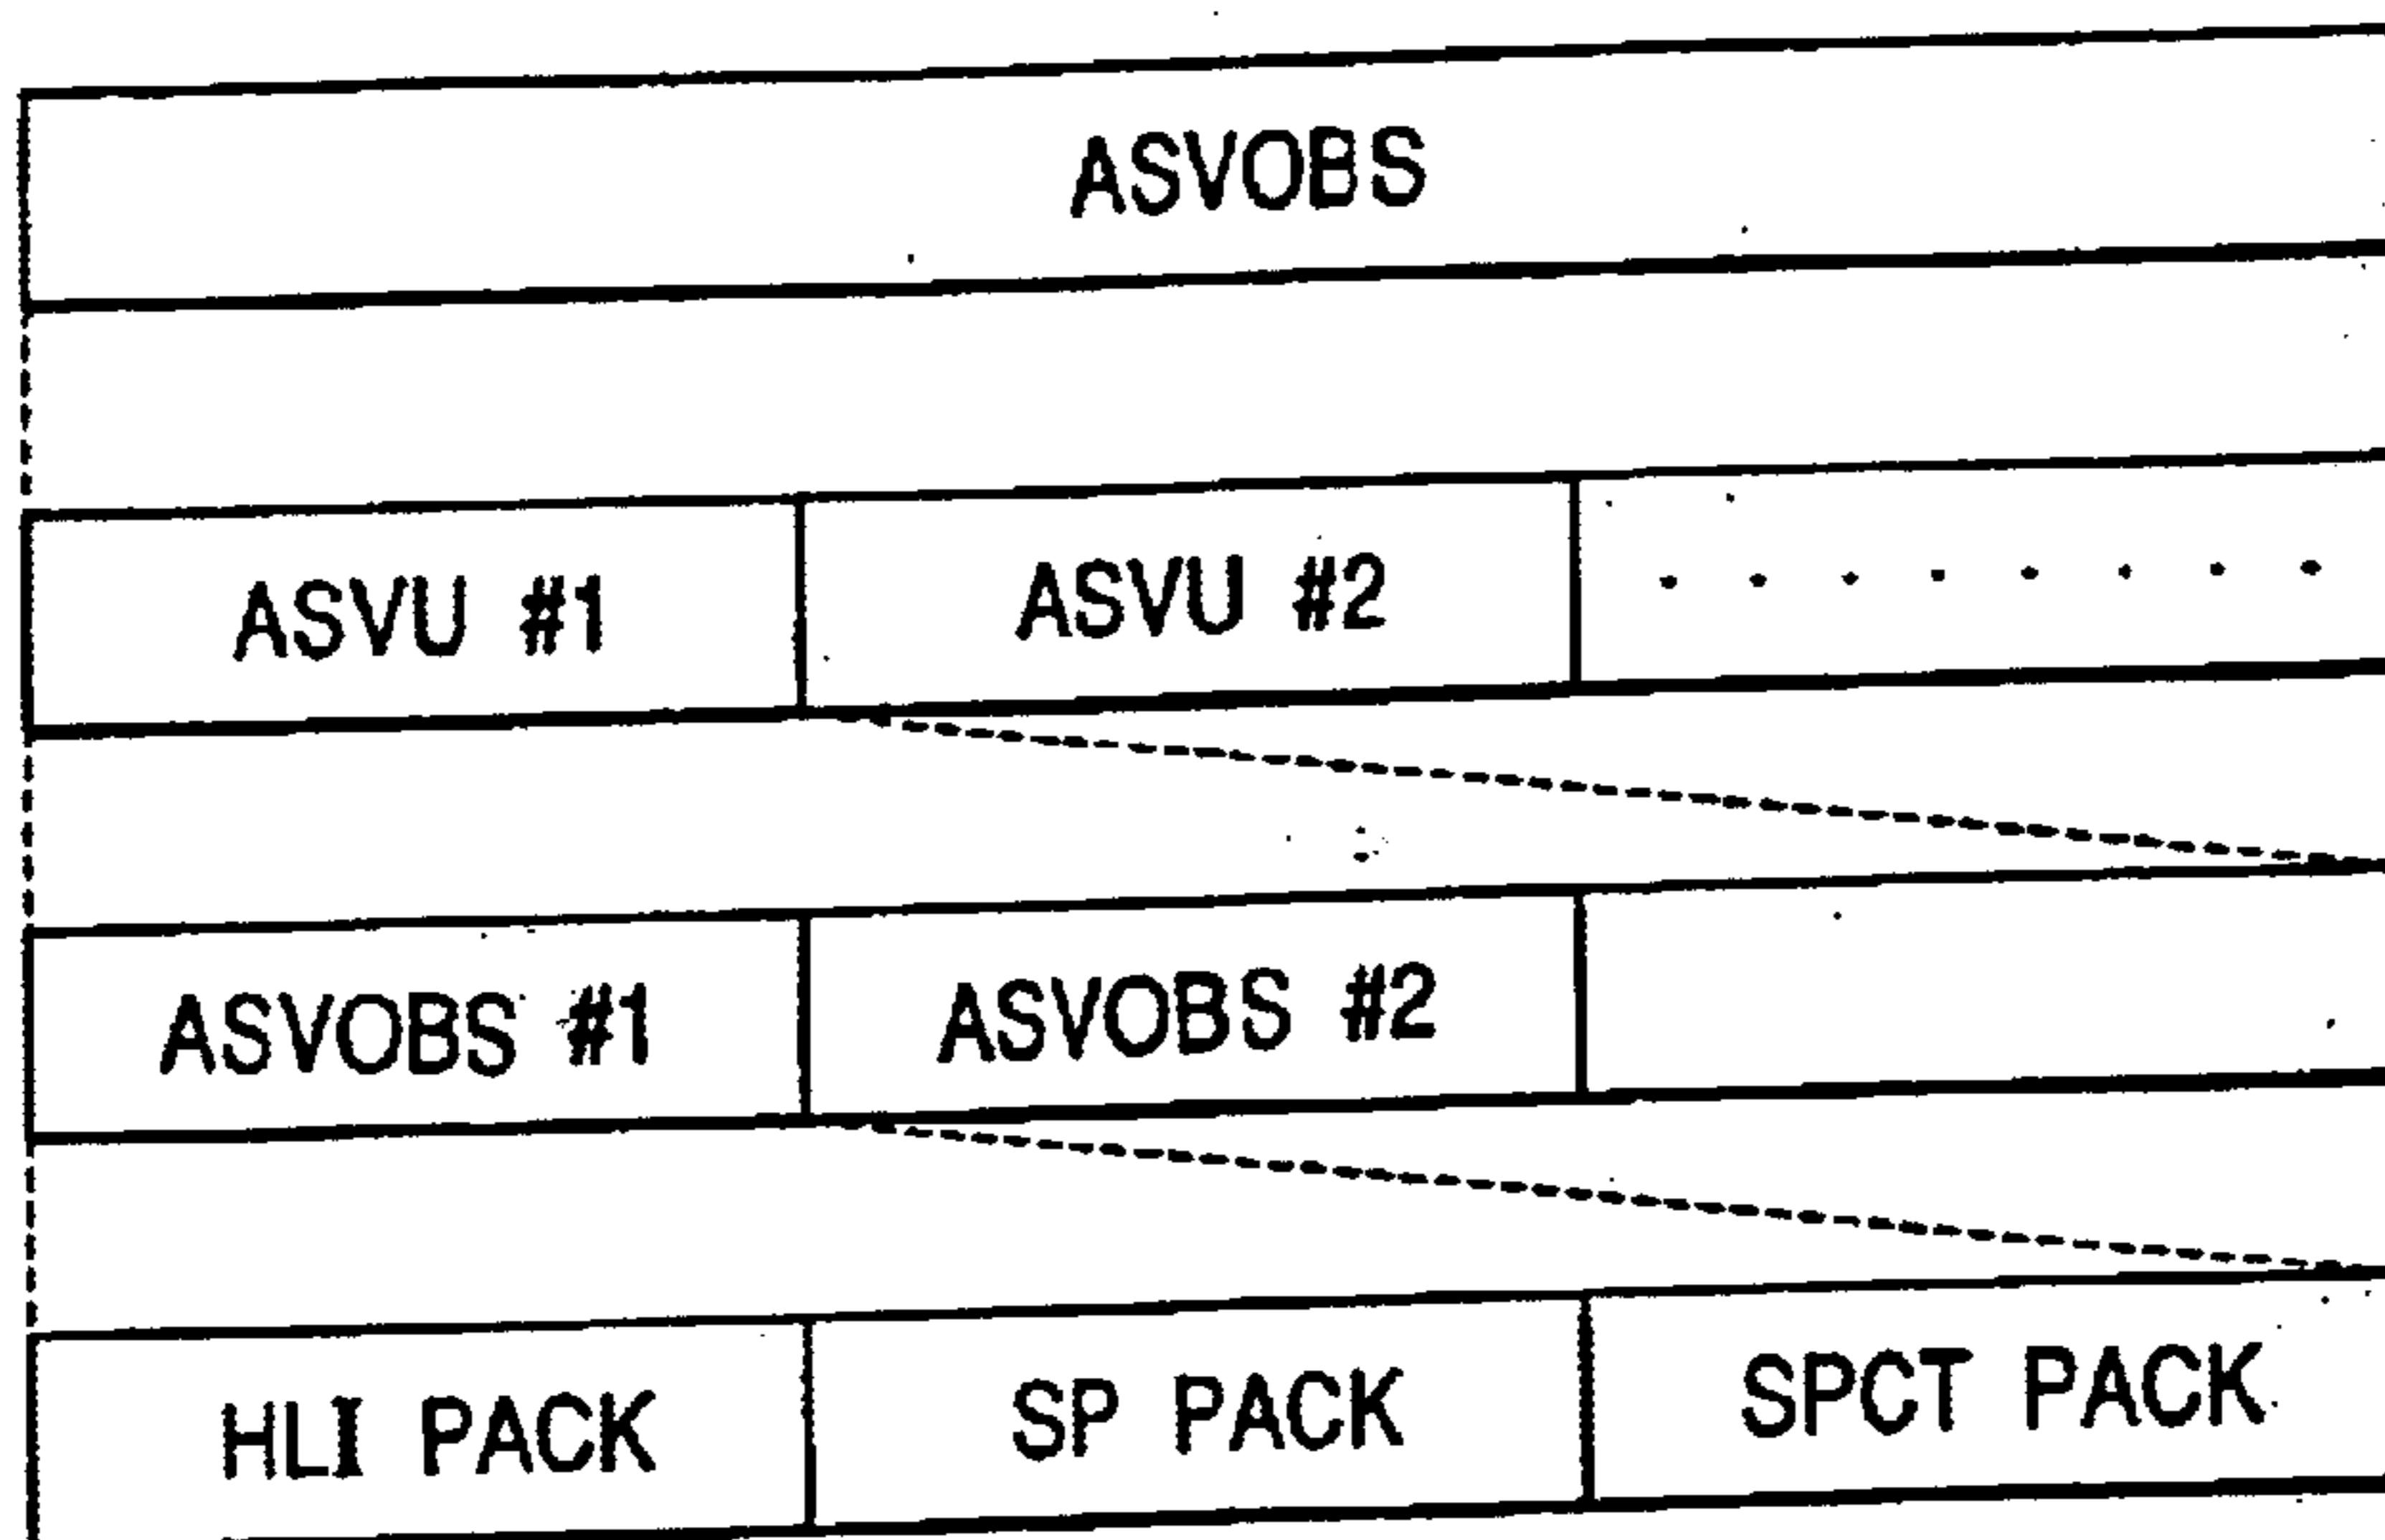 ASVOBS
ASVU #1 ASVU #2 ........
ASVOBS #1 ASVOBS #2
HLI PACK SP PACK SPCT PACK